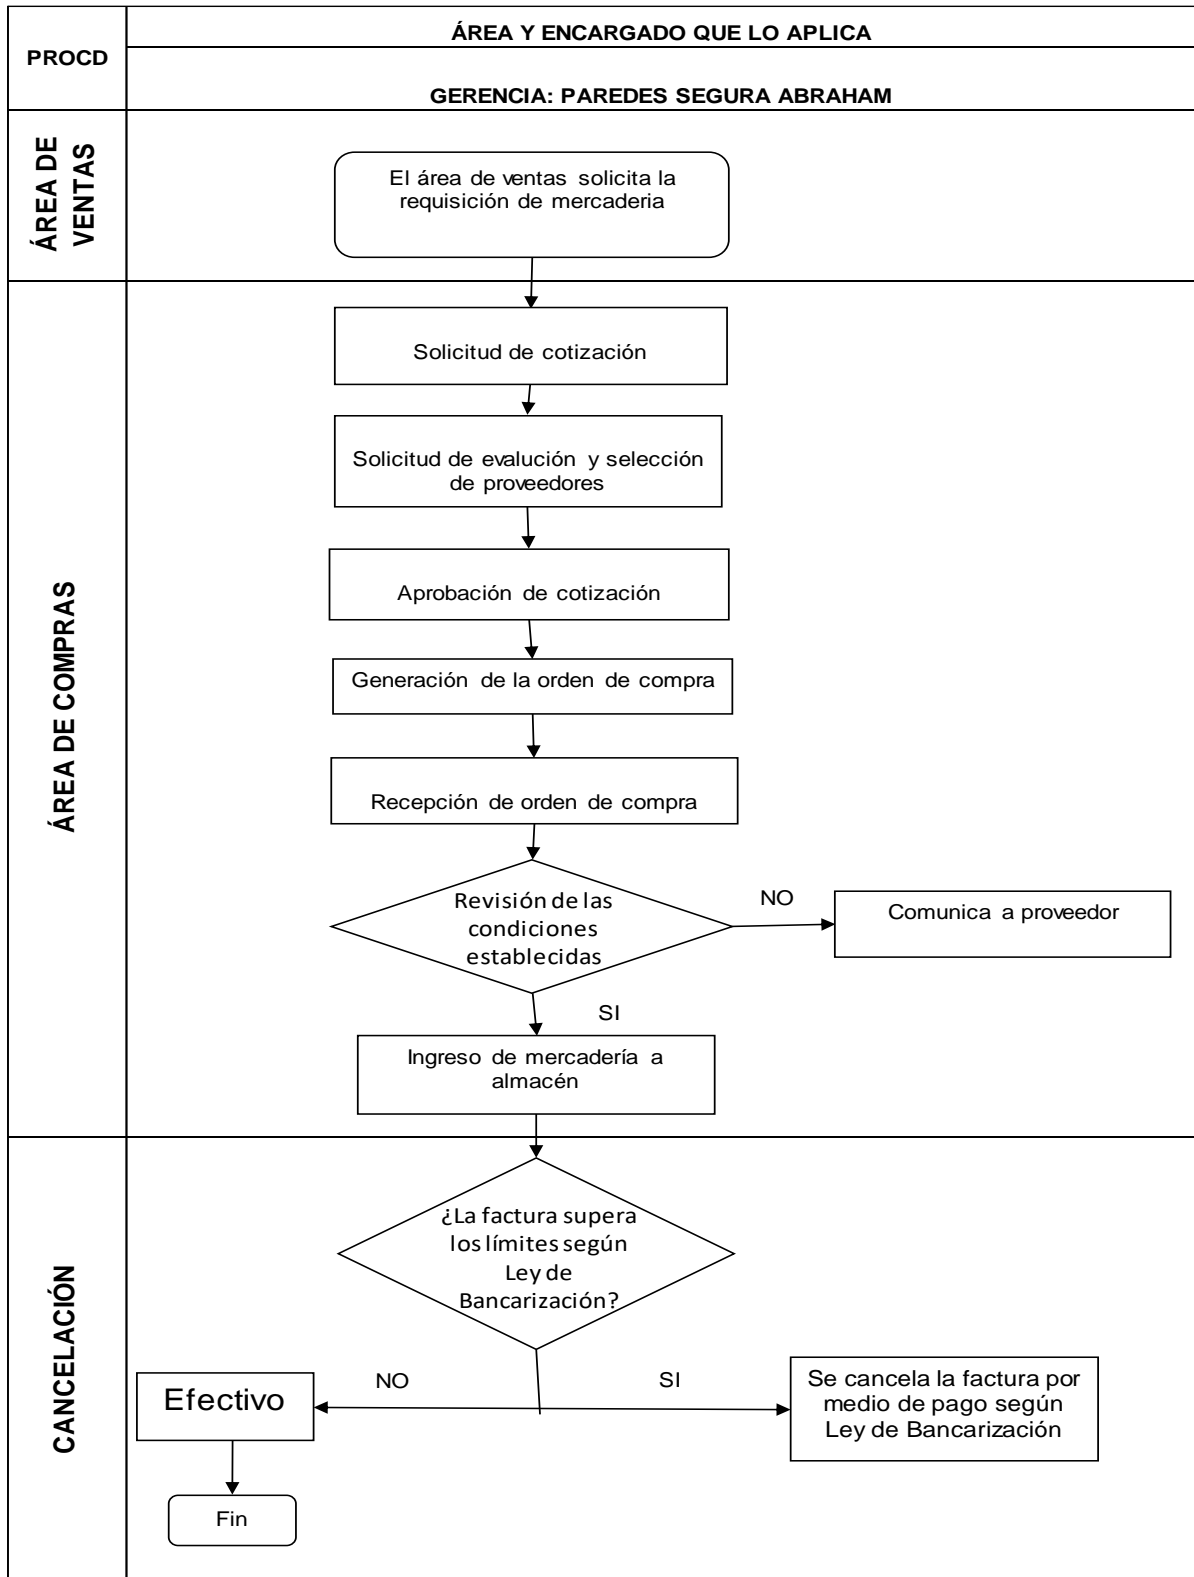 PROCD
ÁREA Y ENCARGADO QUE LO APLICA
GERENCIA: PAREDES SEGURA ABRAHAM
ÁREA DE
VENTAS
El área de ventas solicita la
requisición de mercaderia
ÁREA DE COMPRAS
Solicitud de cotización
Solicitud de evalución y selección
de proveedores
Aprobación de cotización
Generación de la orden de compra
Recepción de orden de compra
Revisión de las
condiciones
establecidas
NO
Comunica a proveedor
SI
Ingreso de mercadería a
almacén
CANCELACIÓN
¿La factura supera
los límites según
Ley de
Bancarización?
NO
SI
Efectivo
Se cancela la factura por
medio de pago según
Ley de Bancarización
Fin